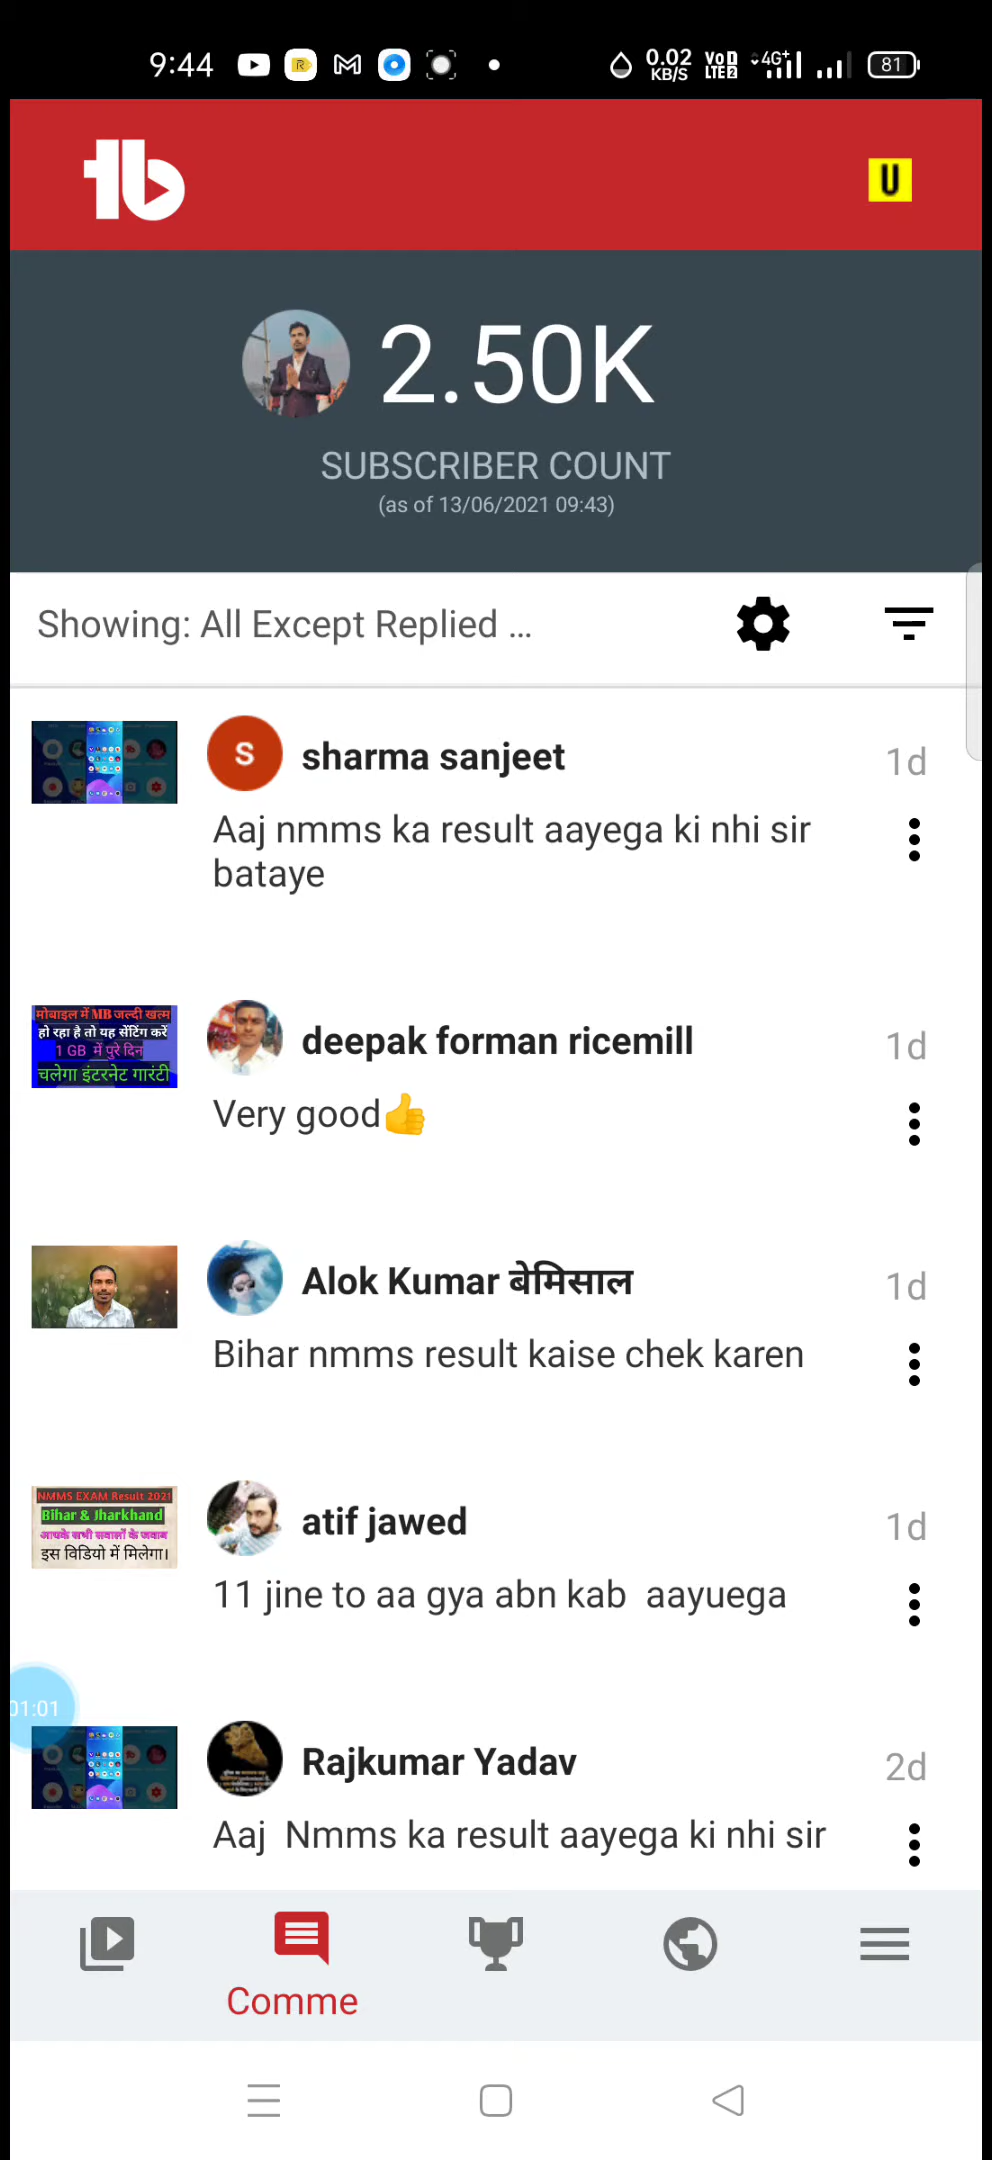 9:44
0.02 KB/S
VoD LTE2
4G+
81
tb
U
2.50K
SUBSCRIBER COUNT
(as of 13/06/2021 09:43)
Showing: All Except Replied ...
S
sharma sanjeet
1d
Aaj nmms ka result aayega ki nhi sir
bataye
मोबाइल में MB जल्दी खत्म
हो रहा है तो यह सेंटिंग करें
1 GB में पुरे दिन
चलेगा इंटरनेट गारंटी
deepak forman ricemill
1d
Very good👍
Alok Kumar बेमिसाल
1d
Bihar nmms result kaise chek karen
NMMS EXAM Result 2021
Bihar & Jharkhand
आपके सभी सवालों के जवाब
इस विडियो में मिलेगा।
atif jawed
1d
11 jine to aa gya abn kab  aayuega
01:01
Rajkumar Yadav
2d
Aaj  Nmms ka result aayega ki nhi sir
Comme